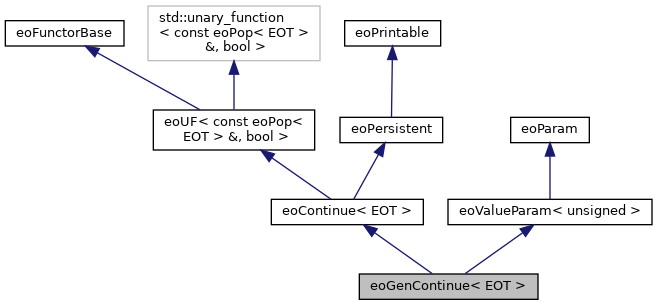 eoFunctorBase
std::unary_function
< const eoPop< EOT >
&, bool >
eoPrintable
eoUF< const eoPop<
EOT > &, bool >
eoPersistent
eoParam
eoContinue< EOT >
eoValueParam< unsigned >
eoGenContinue< EOT >